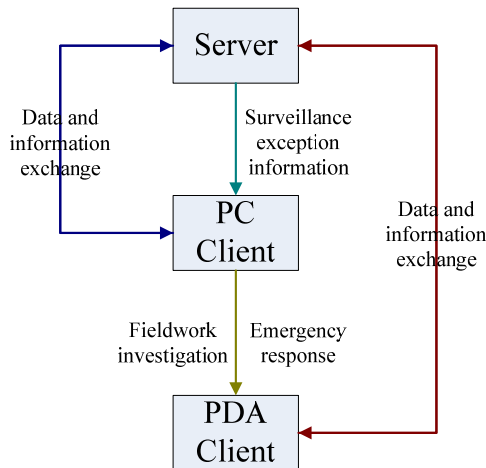 Server
Data and
information
exchange
Surveillance
exception
information
PC
Client
Data and
information
exchange
Fieldwork
investigation
Emergency
response
PDA
Client